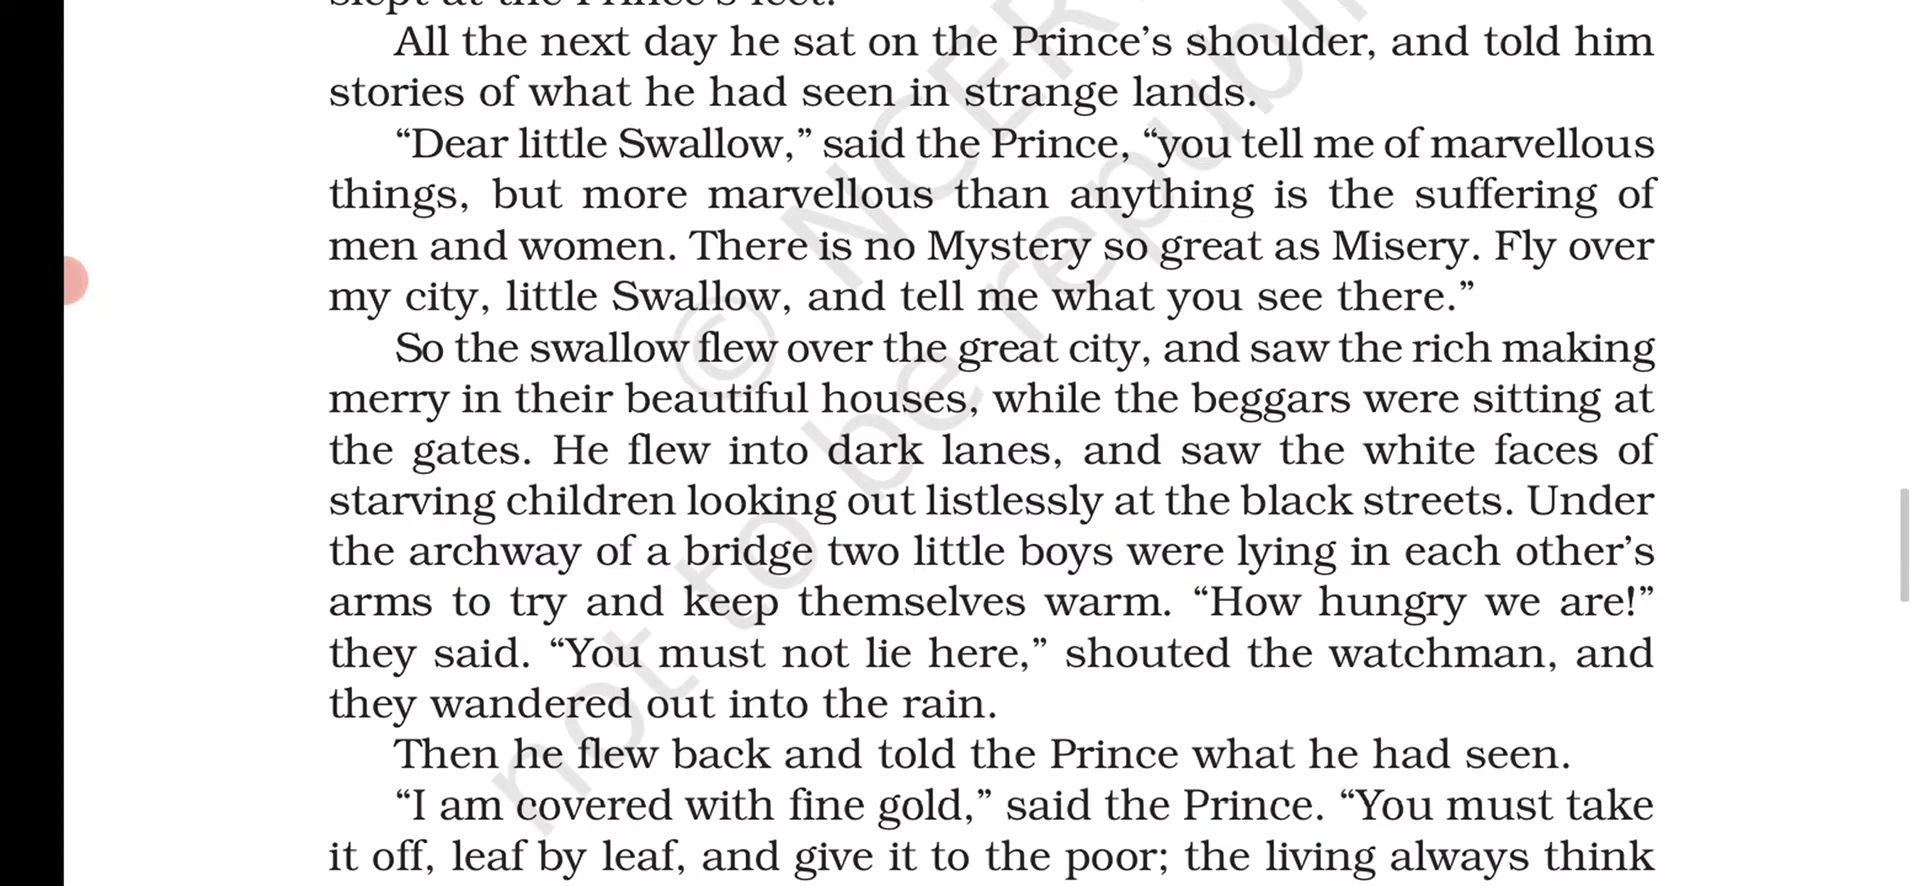 slept at the Prince's feet.
All the next day he sat on the Prince’s shoulder, and told him
stories of what he had seen in strange lands.
“Dear little Swallow,” said the Prince, “you tell me of marvellous
things, but more marvellous than anything is the suffering of
men and women. There is no Mystery so great as Misery. Fly over
my city, little Swallow, and tell me what you see there.”
So the swallow flew over the great city, and saw the rich making
merry in their beautiful houses, while the beggars were sitting at
the gates. He flew into dark lanes, and saw the white faces of
starving children looking out listlessly at the black streets. Under
the archway of a bridge two little boys were lying in each other’s
arms to try and keep themselves warm. “How hungry we are!”
they said. “You must not lie here,” shouted the watchman, and
they wandered out into the rain.
Then he flew back and told the Prince what he had seen.
“I am covered with fine gold,” said the Prince. “You must take
it off, leaf by leaf, and give it to the poor; the living always think
© NCER
not to be republi